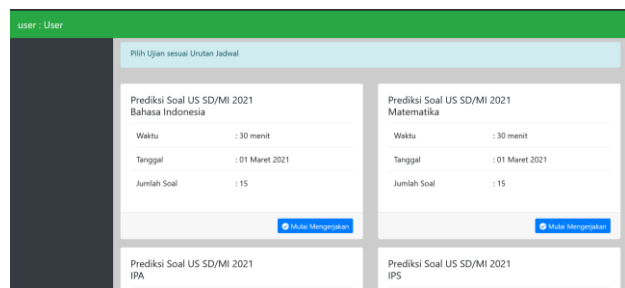 user : User
Pilih Ujian sesuai Urutan Jadwal
Prediksi Soal US SD/MI 2021
Bahasa Indonesia
Waktu : 30 menit
Tanggal : 01 Maret 2021
Jumlah Soal : 15
Mulai Mengerjakan
Prediksi Soal US SD/MI 2021
Matematika
Waktu : 30 menit
Tanggal : 01 Maret 2021
Jumlah Soal : 15
Mulai Mengerjakan
Prediksi Soal US SD/MI 2021
IPA
Prediksi Soal US SD/MI 2021
IPS